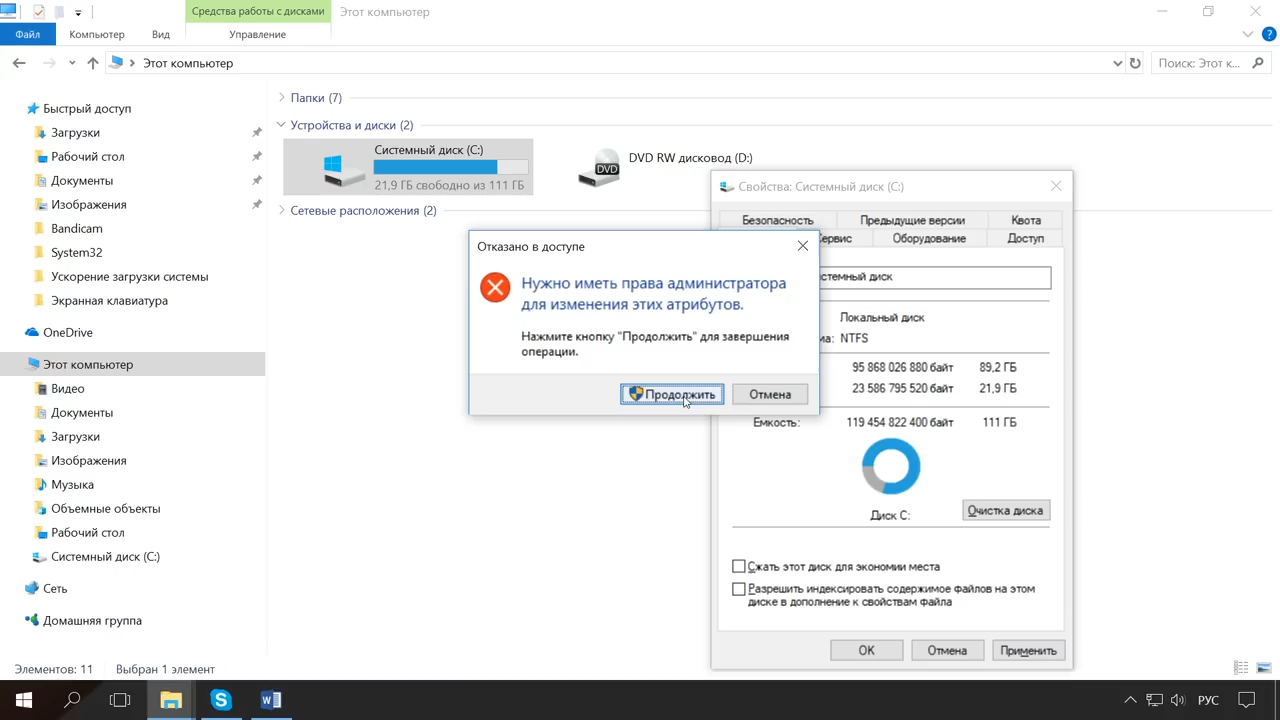 Средства работы с дисками
Этот компьютер
Файл
Компьютер
Вид
Управление
?
Этот компьютер
Поиск: Этот к...
Быстрый доступ
Загрузки
Рабочий стол
Документы
Изображения
Bandicam
System32
Ускорение загрузки системы
Экранная клавиатура
OneDrive
Этот компьютер
Видео
Документы
Загрузки
Изображения
Музыка
Объемные объекты
Рабочий стол
Системный диск (C:)
Сеть
Домашняя группа
Папки (7)
Устройства и диски (2)
Системный диск (C:)
21,9 ГБ свободно из 111 ГБ
DVD
DVD RW дисковод (D:)
Сетевые расположения (2)
Отказано в доступе
Нужно иметь права администратора
для изменения этих атрибутов.
Нажмите кнопку "Продолжить" для завершения
операции.
Продолжить
Отмена
Свойства: Системный диск (C:)
Безопасность
Предыдущие версии
Квота
Оборудование
Доступ
Локальный диск
NTFS
95 868 026 880 байт
89,2 ГБ
23 586 795 520 байт
21,9 ГБ
Емкость:
119 454 822 400 байт
111 ГБ
Диск C:
Очистка диска
Сжать этот диск для экономии места
Разрешить индексировать содержимое файлов на этом
диске в дополнение к свойствам файла
OK
Отмена
Применить
Элементов: 11
Выбран 1 элемент
РУС